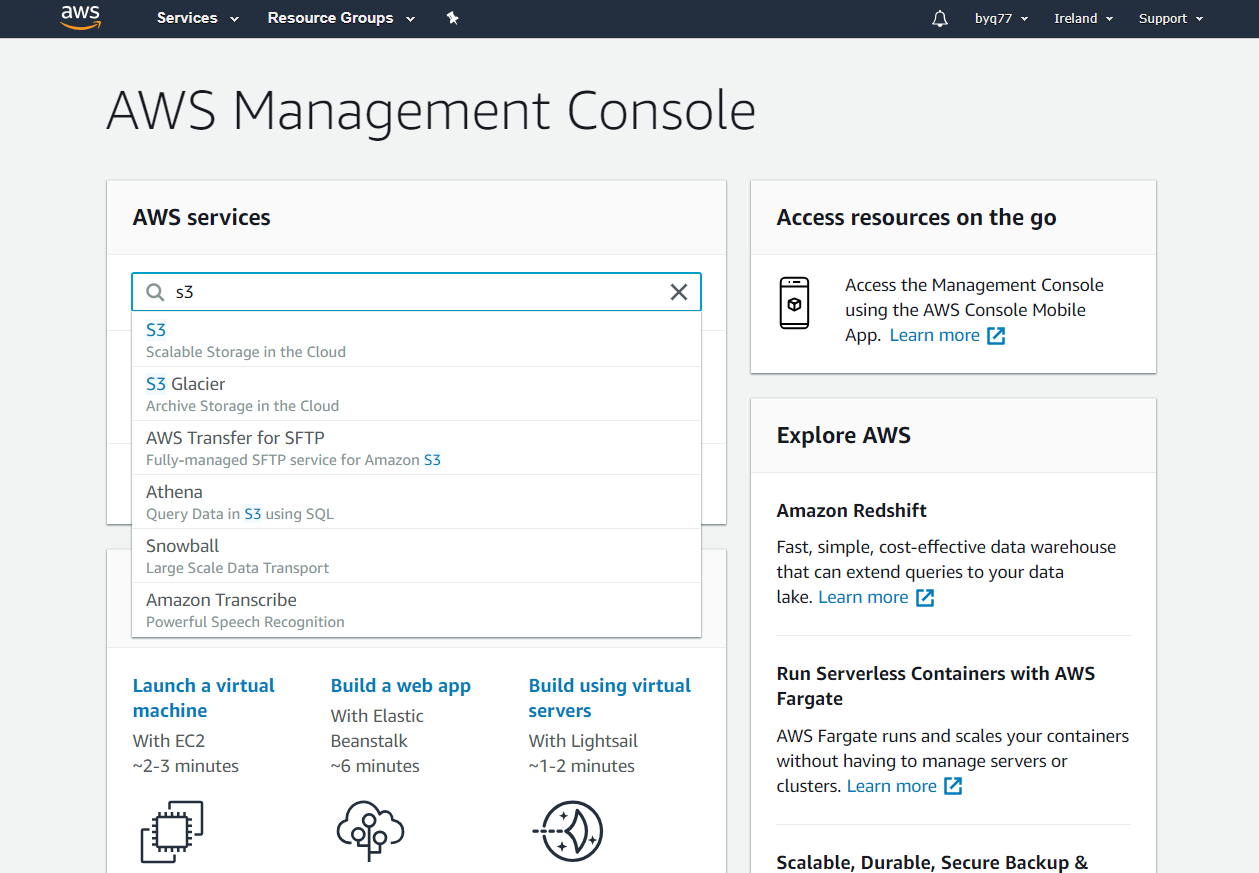 aws Services Resource Groups byq77 Ireland Support
AWS Management Console
AWS services
s3
S3
Scalable Storage in the Cloud
S3 Glacier
Archive Storage in the Cloud
AWS Transfer for SFTP
Fully-managed SFTP service for Amazon S3
Athena
Query Data in S3 using SQL
Snowball
Large Scale Data Transport
Amazon Transcribe
Powerful Speech Recognition
Launch a virtual
machine
With EC2
~2-3 minutes
Build a web app
With Elastic
Beanstalk
~6 minutes
Build using virtual
servers
With Lightsail
~1-2 minutes
Access resources on the go
Access the Management Console
using the AWS Console Mobile
App. Learn more
Explore AWS
Amazon Redshift
Fast, simple, cost-effective data warehouse
that can extend queries to your data
lake. Learn more
Run Serverless Containers with AWS
Fargate
AWS Fargate runs and scales your containers
without having to manage servers or
clusters. Learn more
Scalable, Durable, Secure Backup &